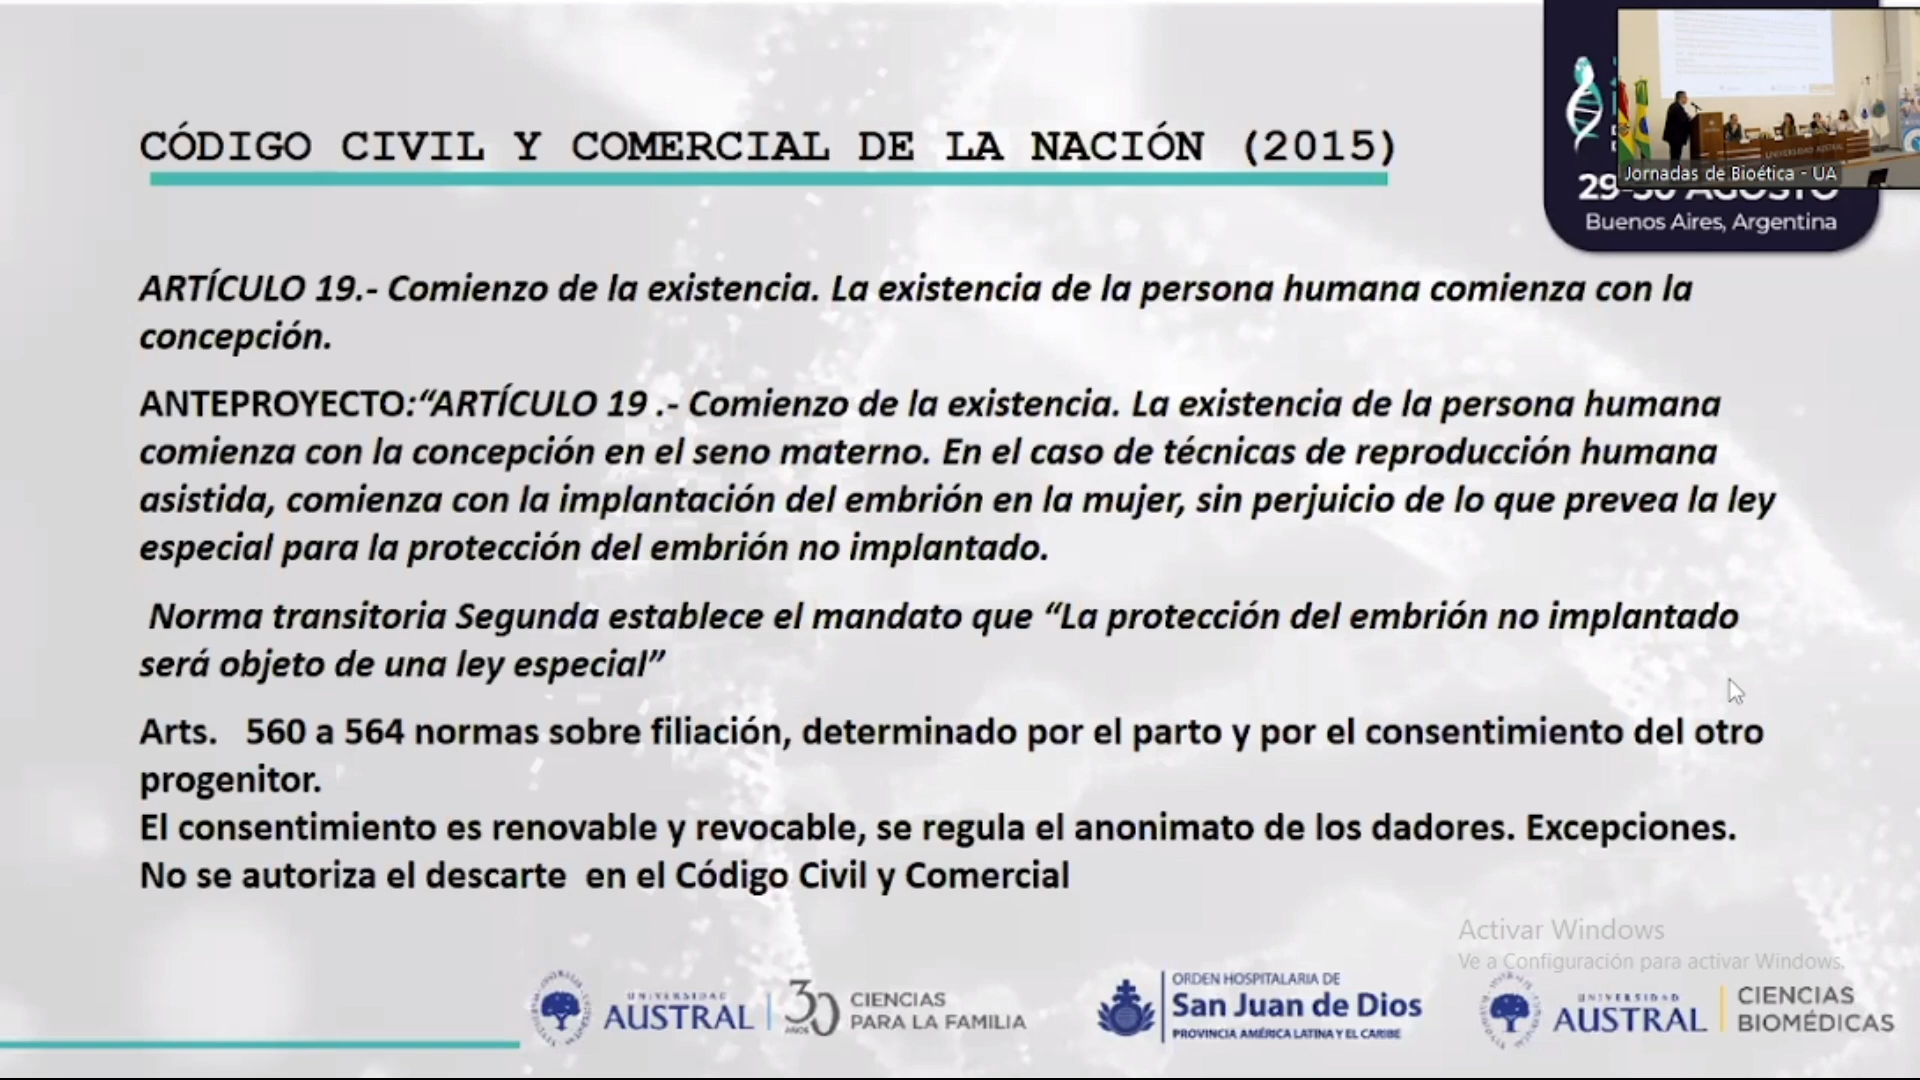 CÓDIGO CIVIL Y COMERCIAL DE LA NACIÓN (2015)
Jornadas de Bioética - UA
29-30 AGOSTO
Buenos Aires, Argentina
ARTÍCULO 19.- Comienzo de la existencia. La existencia de la persona humana comienza con la
concepción.
ANTEPROYECTO:“ARTÍCULO 19 .- Comienzo de la existencia. La existencia de la persona humana
comienza con la concepción en el seno materno. En el caso de técnicas de reproducción humana
asistida, comienza con la implantación del embrión en la mujer, sin perjuicio de lo que prevea la ley
especial para la protección del embrión no implantado.
Norma transitoria Segunda establece el mandato que “La protección del embrión no implantado
será objeto de una ley especial”
Arts. 560 a 564 normas sobre filiación, determinado por el parto y por el consentimiento del otro
progenitor.
El consentimiento es renovable y revocable, se regula el anonimato de los dadores. Excepciones.
No se autoriza el descarte en el Código Civil y Comercial
Activar Windows
Ve a Configuración para activar Windows.
UNIVERSIDAD
AUSTRAL
30
AÑOS
CIENCIAS
PARA LA FAMILIA
ORDEN HOSPITALARIA DE
San Juan de Dios
PROVINCIA AMÉRICA LATINA Y EL CARIBE
UNIVERSIDAD
AUSTRAL
CIENCIAS
BIOMÉDICAS